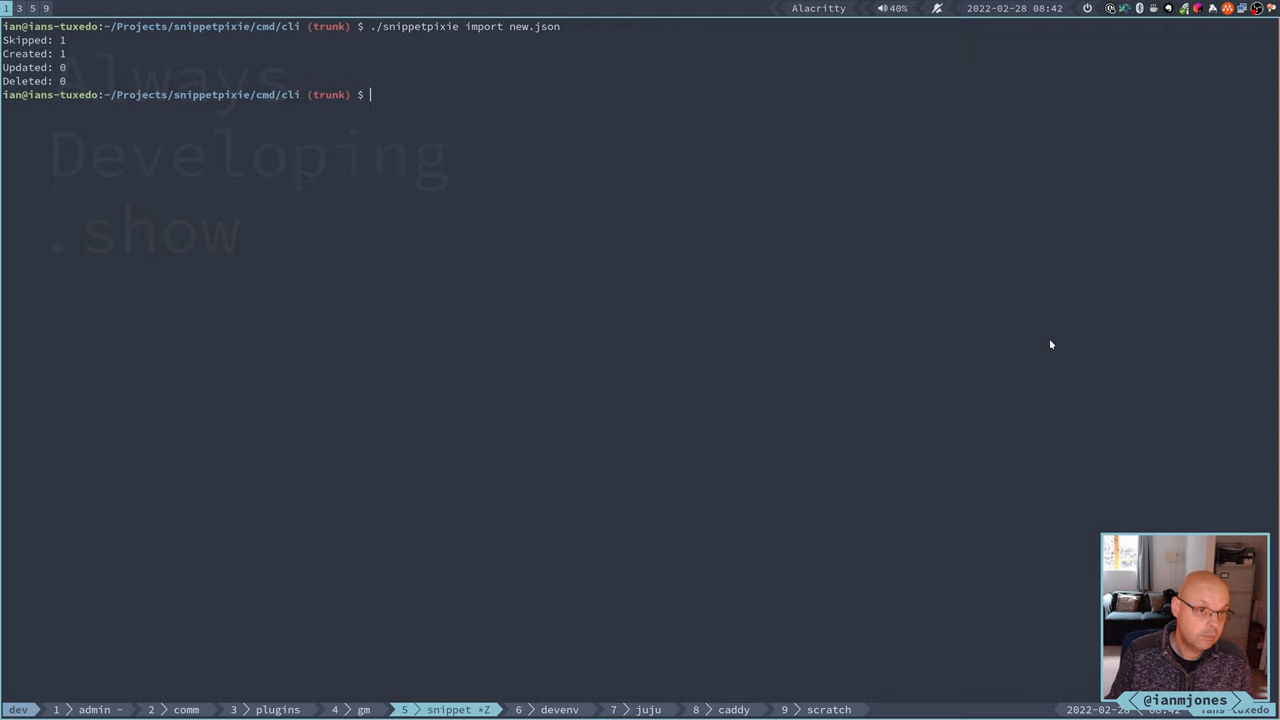 1 3 5 9 Alacritty 40% 2022-02-28 08:42
ian@ians-tuxedo:~/Projects/snippetpixie/cmd/cli (trunk) $ ./snippetpixie import new.json
Skipped: 1
Created: 1
Updated: 0
Deleted: 0
ian@ians-tuxedo:~/Projects/snippetpixie/cmd/cli (trunk) $
Always
Developing
.show
@ianmjones
dev 1 admin - 2 comm 3 plugins 4 gm 5 snippet *Z 6 devenv 7 juju 8 caddy 9 scratch 2022-02-28